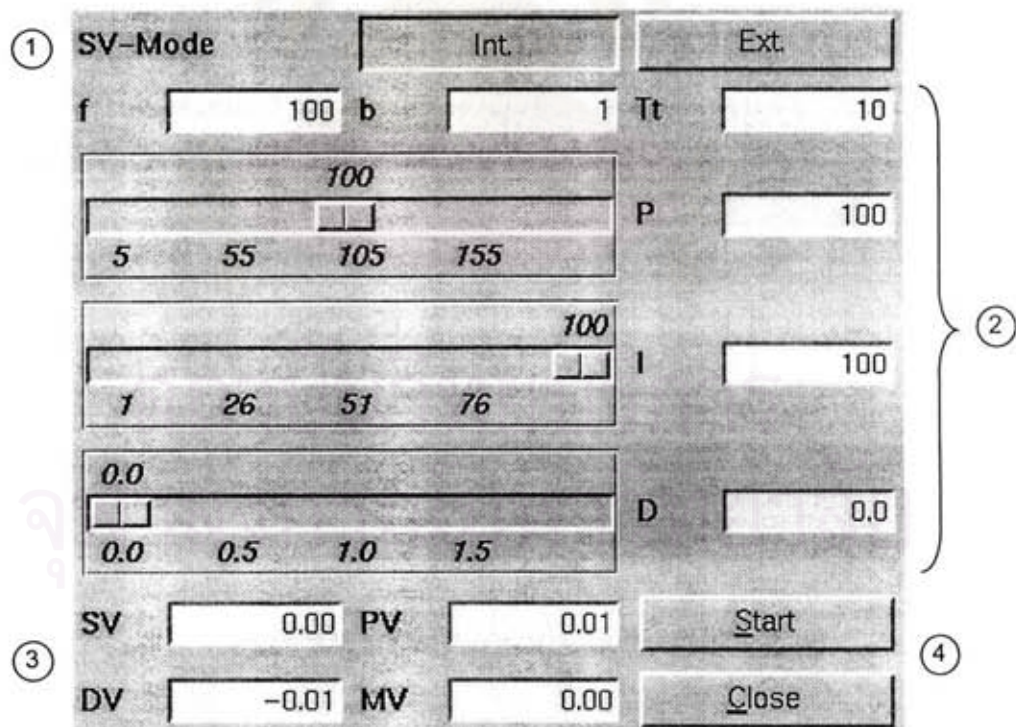 ① SV-Mode Int. Ext.
f 100 b 1 Tt 10
100
P 100
5 55 105 155
②
100
I 100
1 26 51 76
0.0
D 0.0
0.0 0.5 1.0 1.5
SV 0.00 PV 0.01 Start
③ ④
DV -0.01 MV 0.00 Close